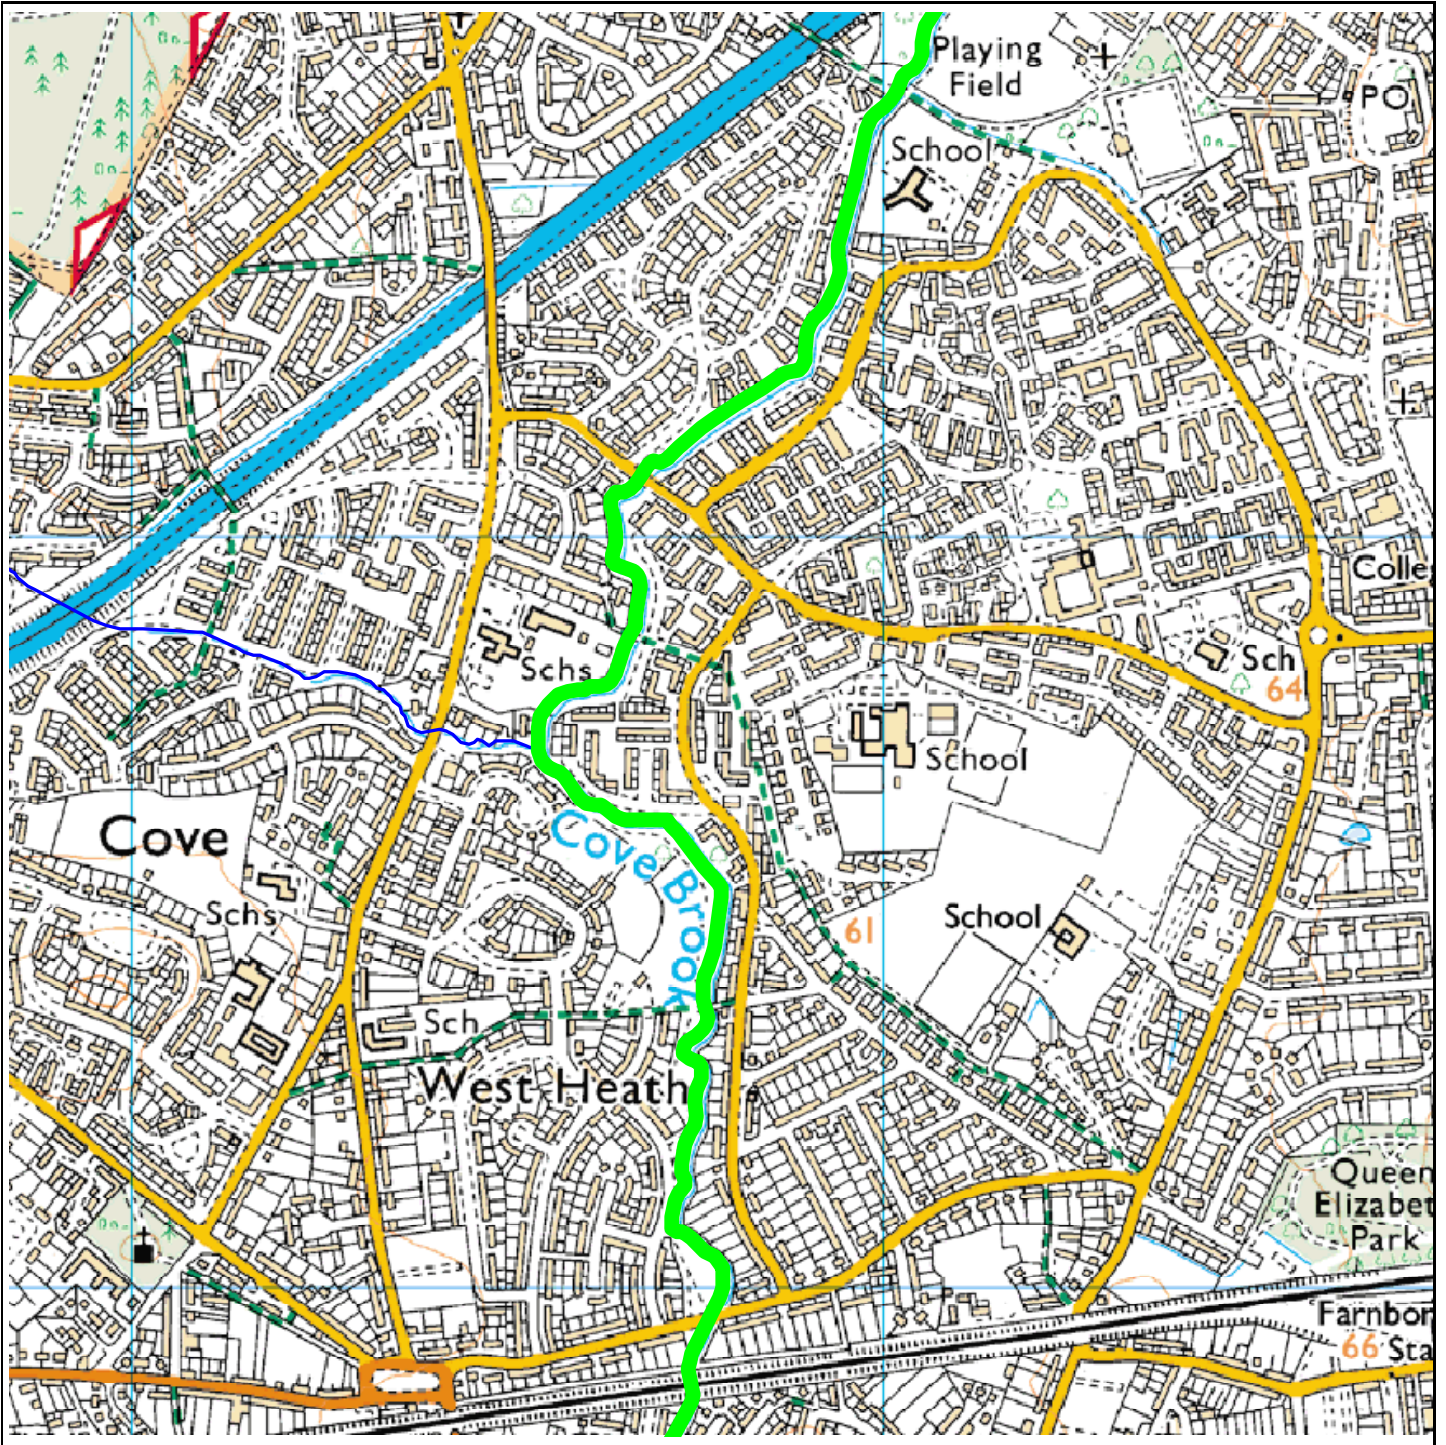 Playing
Field
PO
School
Colle
Schs
Sch
64
School
Cove
Cove Brook
Schs
61
School
Sch
West Heath
Queen
Elizabet
Park
Farnbor
66 Sta